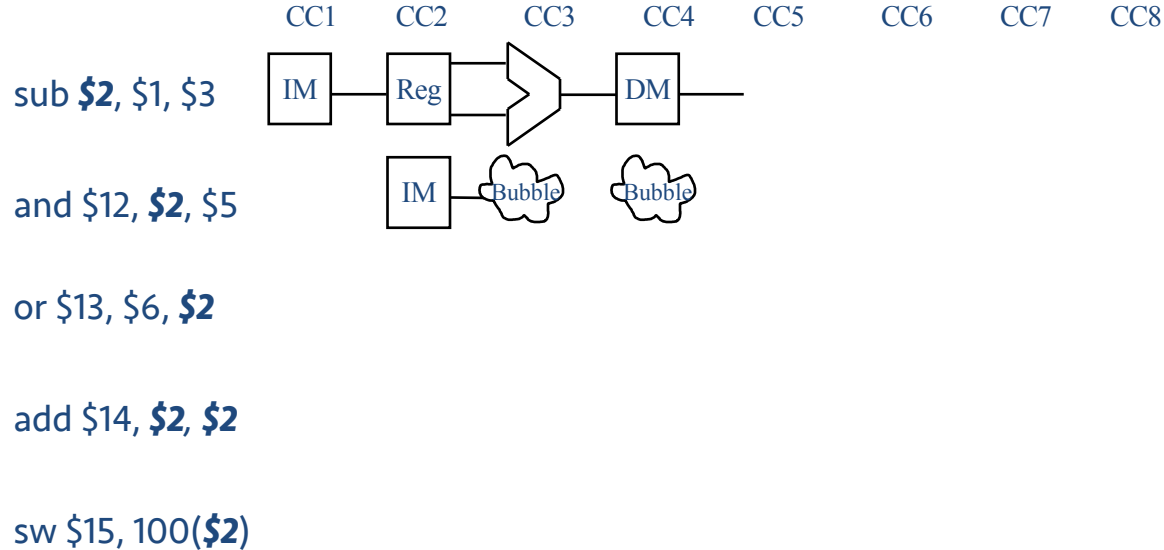 CC1 CC2 CC3 CC4 CC5 CC6 CC7 CC8
sub $2, $1, $3 IM Reg DM
and $12, $2, $5 IM Bubble Bubble
or $13, $6, $2
add $14, $2, $2
sw $15, 100($2)